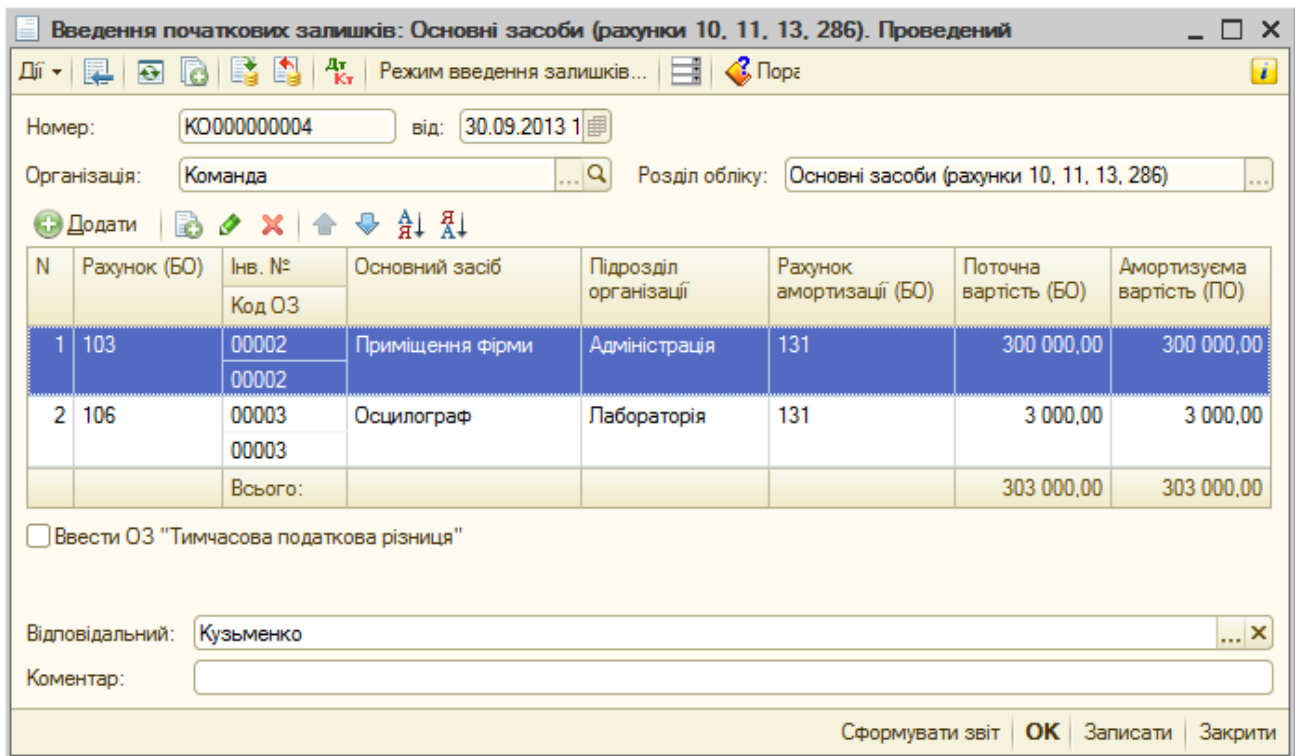 Введення початкових залишків: Основні засоби (рахунки 10, 11, 13, 286). Проведений
Дії Дт Кт Режим введення залишків... Пора
Номер: КО000000004 від: 30.09.2013 1
Організація: Команда ... Розділ обліку: Основні засоби (рахунки 10, 11, 13, 286) ...
Додати А Я Я А
N Рахунок (БО) Інв. № Основний засіб Підрозділ Рахунок Поточна Амортизуєма
Код ОЗ організації амортизації (БО) вартість (БО) вартість (ПО)
1 103 00002 Приміщення фірми Адміністрація 131 300 000,00 300 000,00
00002
2 106 00003 Осцилограф Лабораторія 131 3 000,00 3 000,00
00003
Всього: 303 000,00 303 000,00
Ввести ОЗ "Тимчасова податкова різниця"
Відповідальний: Кузьменко ...
Коментар:
Сформувати звіт OK Записати Закрити